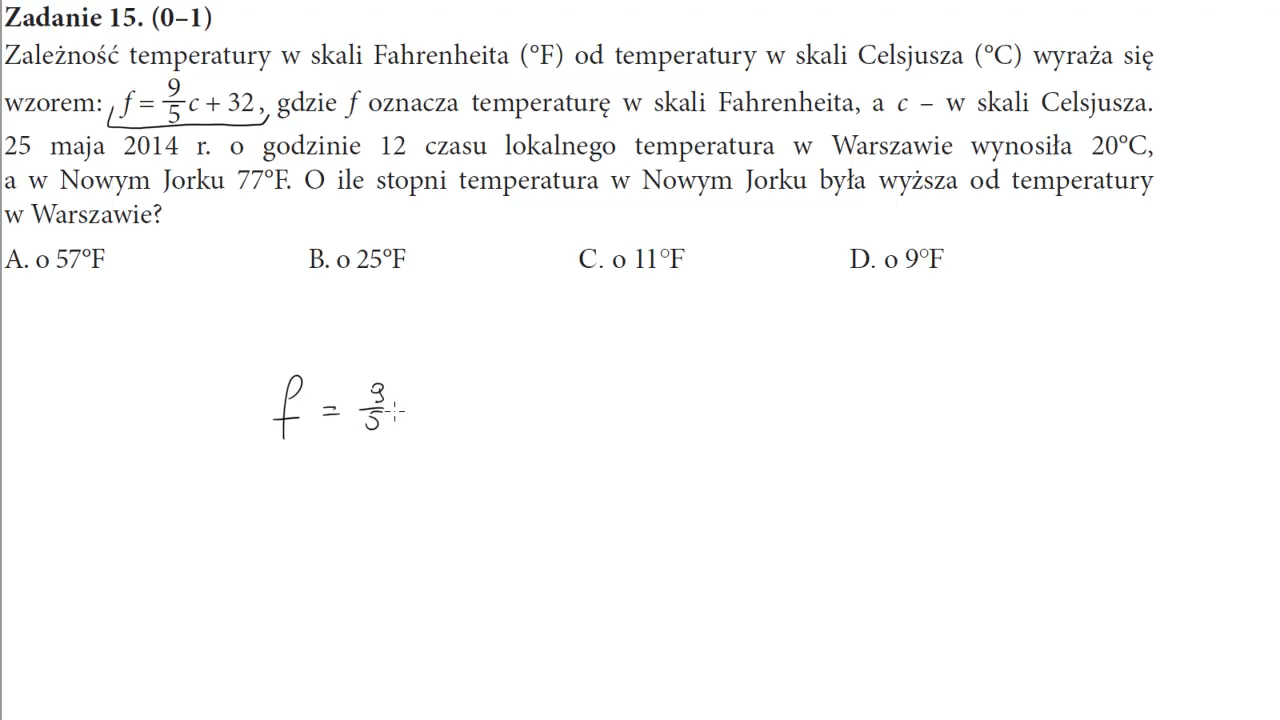 Zadanie 15. (0–1)
Zależność temperatury w skali Fahrenheita (°F) od temperatury w skali Celsjusza (°C) wyraża się
wzorem: f = 9/5 c + 32, gdzie f oznacza temperaturę w skali Fahrenheita, a c – w skali Celsjusza.
25 maja 2014 r. o godzinie 12 czasu lokalnego temperatura w Warszawie wynosiła 20°C,
a w Nowym Jorku 77°F. O ile stopni temperatura w Nowym Jorku była wyższa od temperatury
w Warszawie?
A. o 57°F B. o 25°F C. o 11°F D. o 9°F
f = 9/5